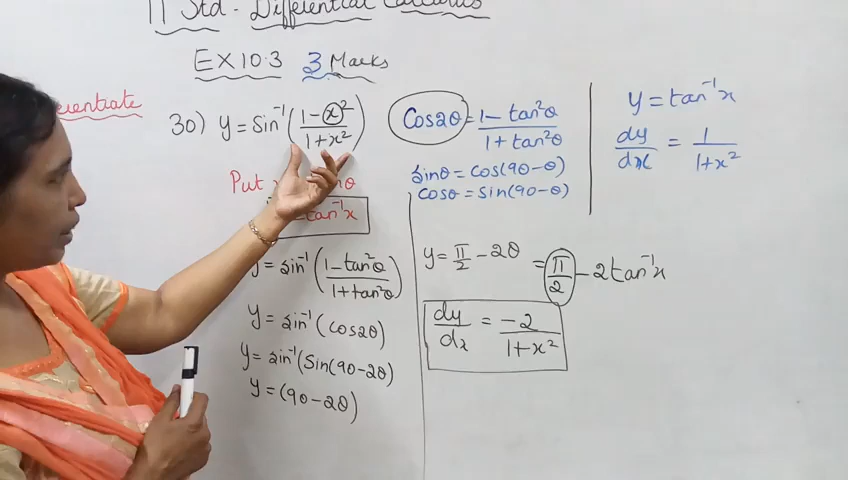 11 Std - Differential Calculus
EX 10.3 3 Marks
erentiate
30) y = Sin⁻¹(1-x²/1+x²)
Put
θ
tan⁻¹x
y = sin⁻¹(1-tan²θ/1+tan²θ)
y = sin⁻¹(cos2θ)
y = sin⁻¹(Sin(90-2θ)
y = (90-2θ)
Cos2θ = 1-tan²θ/1+tan²θ
sinθ = cos(90-θ)
cosθ = sin(90-θ)
y = π/2 - 2θ = π/2 - 2tan⁻¹x
dy/dx = -2/1+x²
y = tan⁻¹x
dy/dx = 1/1+x²